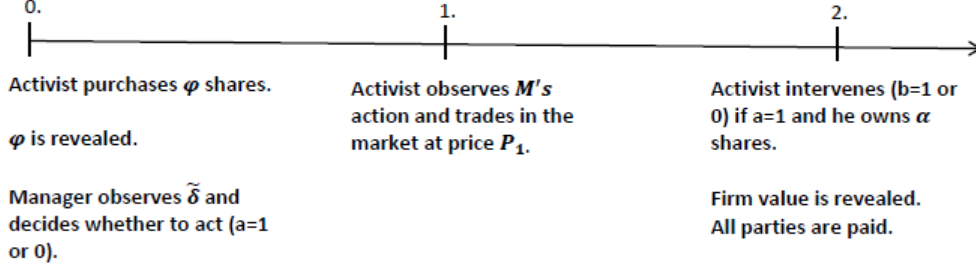 0.
1.
2.
Activist purchases φ shares.
φ is revealed.
Manager observes δ̃ and
decides whether to act (a=1
or 0).
Activist observes M's
action and trades in the
market at price P₁.
Activist intervenes (b=1 or
0) if a=1 and he owns α
shares.
Firm value is revealed.
All parties are paid.